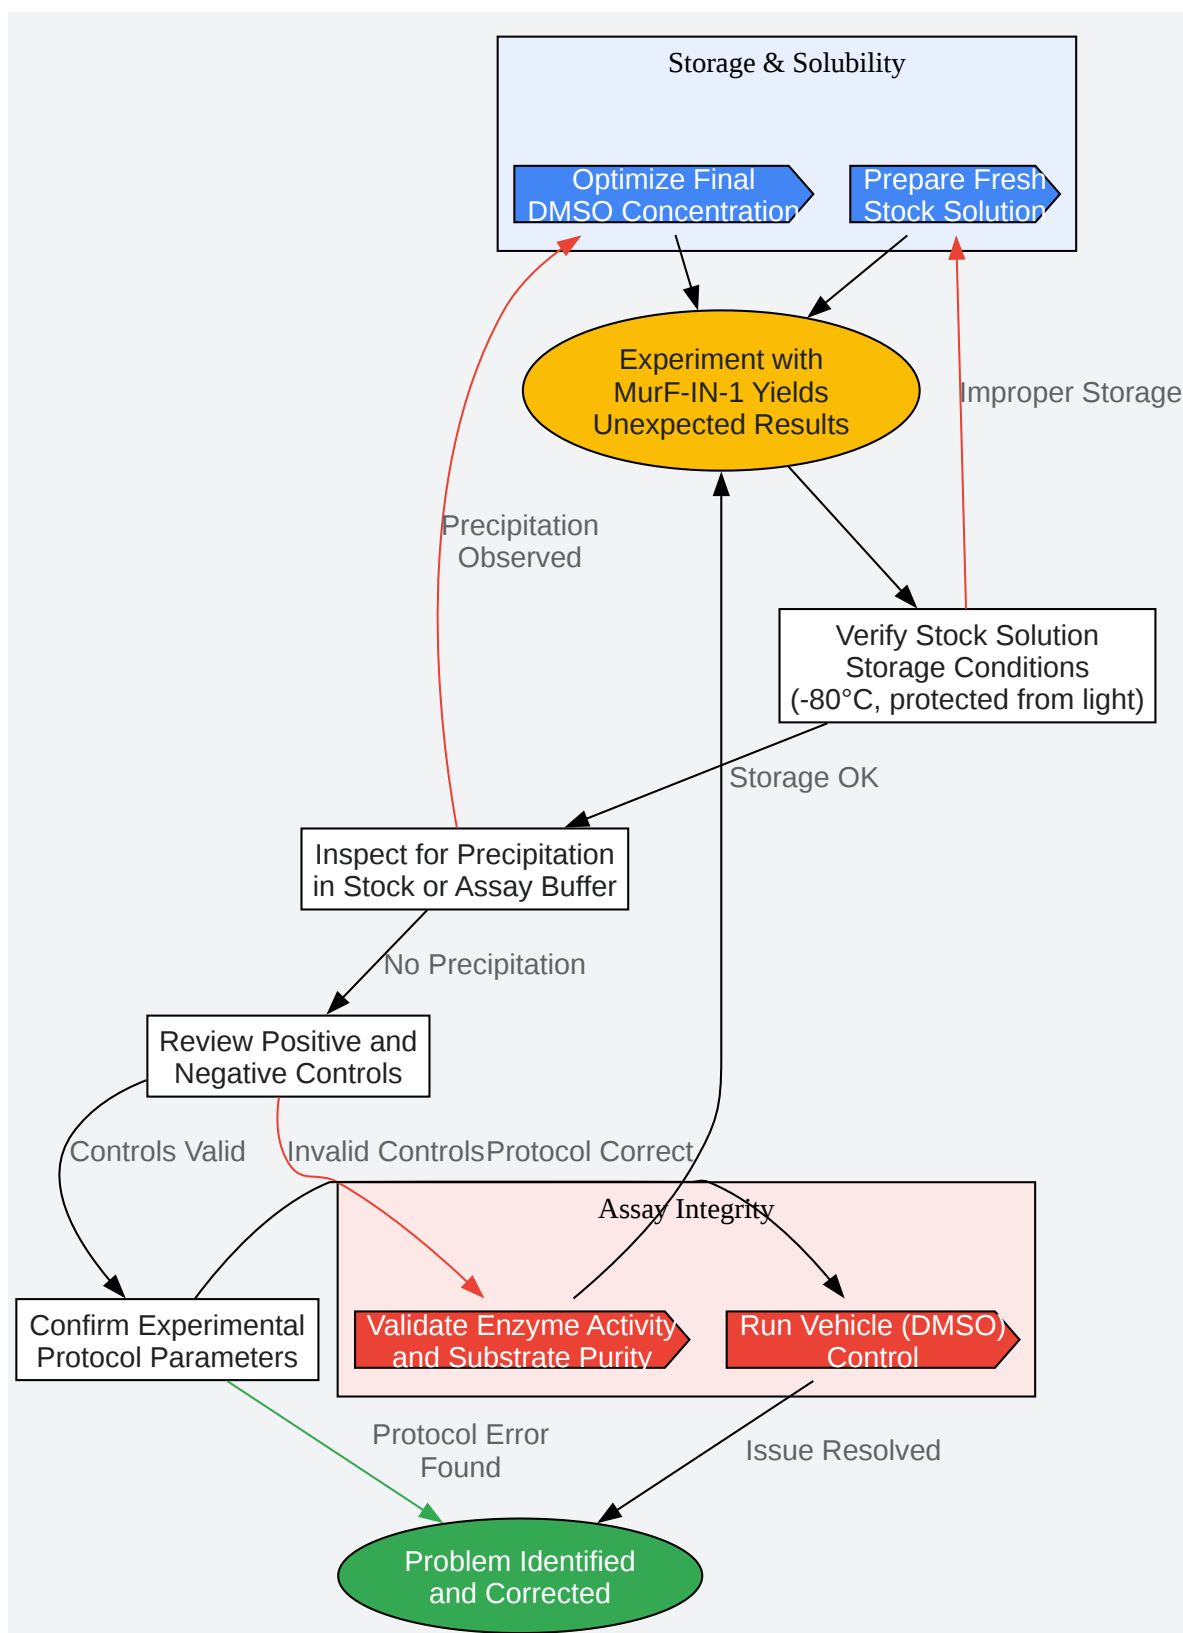 Storage & Solubility
Optimize Final
DMSO Concentration
Prepare Fresh
Stock Solution
Experiment with
MurF-IN-1 Yields
Unexpected Results
Improper Storage
Precipitation
Observed
Verify Stock Solution
Storage Conditions
(-80°C, protected from light)
Storage OK
Inspect for Precipitation
in Stock or Assay Buffer
No Precipitation
Review Positive and
Negative Controls
Controls Valid
Invalid Controls
Protocol Correct
Assay Integrity
Validate Enzyme Activity
and Substrate Purity
Run Vehicle (DMSO)
Control
Confirm Experimental
Protocol Parameters
Protocol Error
Found
Issue Resolved
Problem Identified
and Corrected